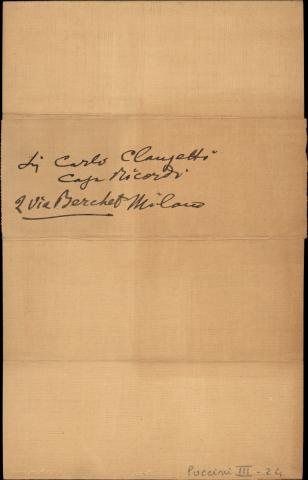 Sig Carlo Clausetti
Casa Ricordi
2 Via Berchet Milano
Puccini III - 24